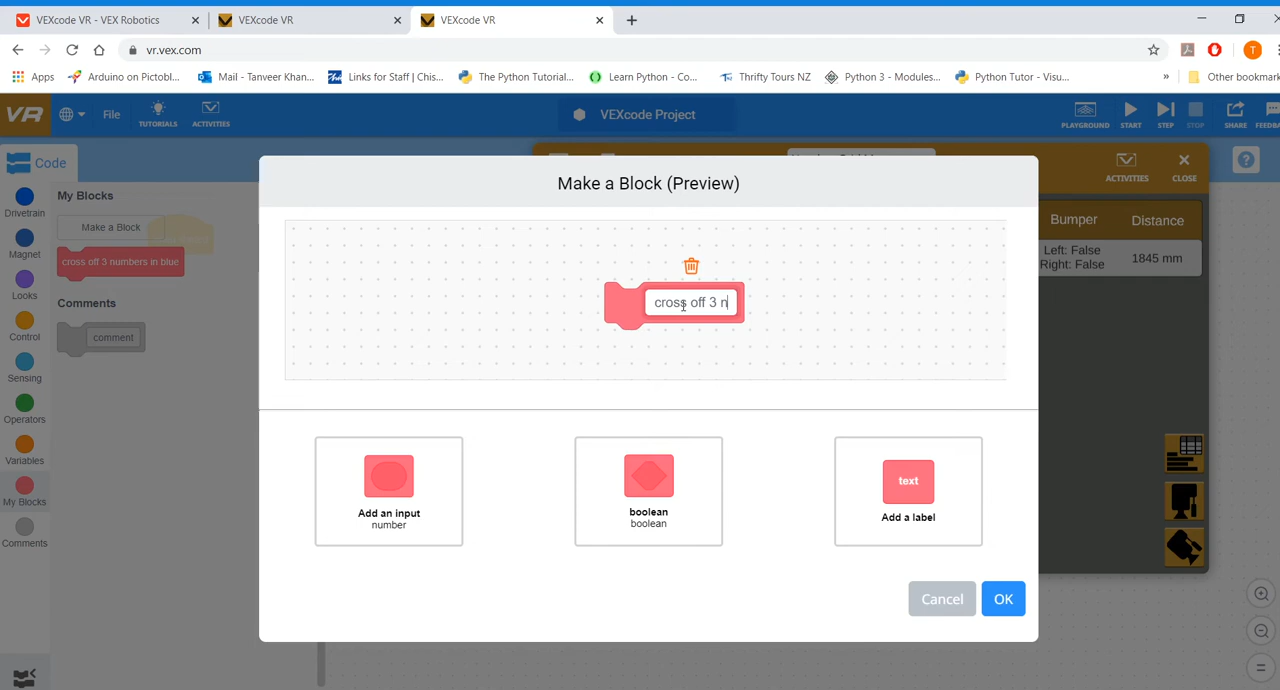 VEXcode VR - VEX Robotics
VEXcode VR
VEXcode VR
vr.vex.com
T
Apps
Arduino on Pictobl...
Mail - Tanveer Khan...
Links for Staff | Chis...
The Python Tutorial...
Learn Python - Co...
Thrifty Tours NZ
Python 3 - Modules...
Python Tutor - Visu...
»
Other bookmark
VR
File
TUTORIALS
ACTIVITIES
VEXcode Project
PLAYGROUND
START
STEP
STOP
SHARE
FEEDBA
Code
ACTIVITIES
CLOSE
?
Drivetrain
Magnet
Looks
Control
Sensing
Operators
Variables
My Blocks
Comments
My Blocks
Make a Block
cross off 3 numbers in blue
Comments
comment
Make a Block (Preview)
cross off 3 n
Add an input
number
boolean
boolean
text
Add a label
Cancel
OK
Bumper
Distance
Left: False
Right: False
1845 mm